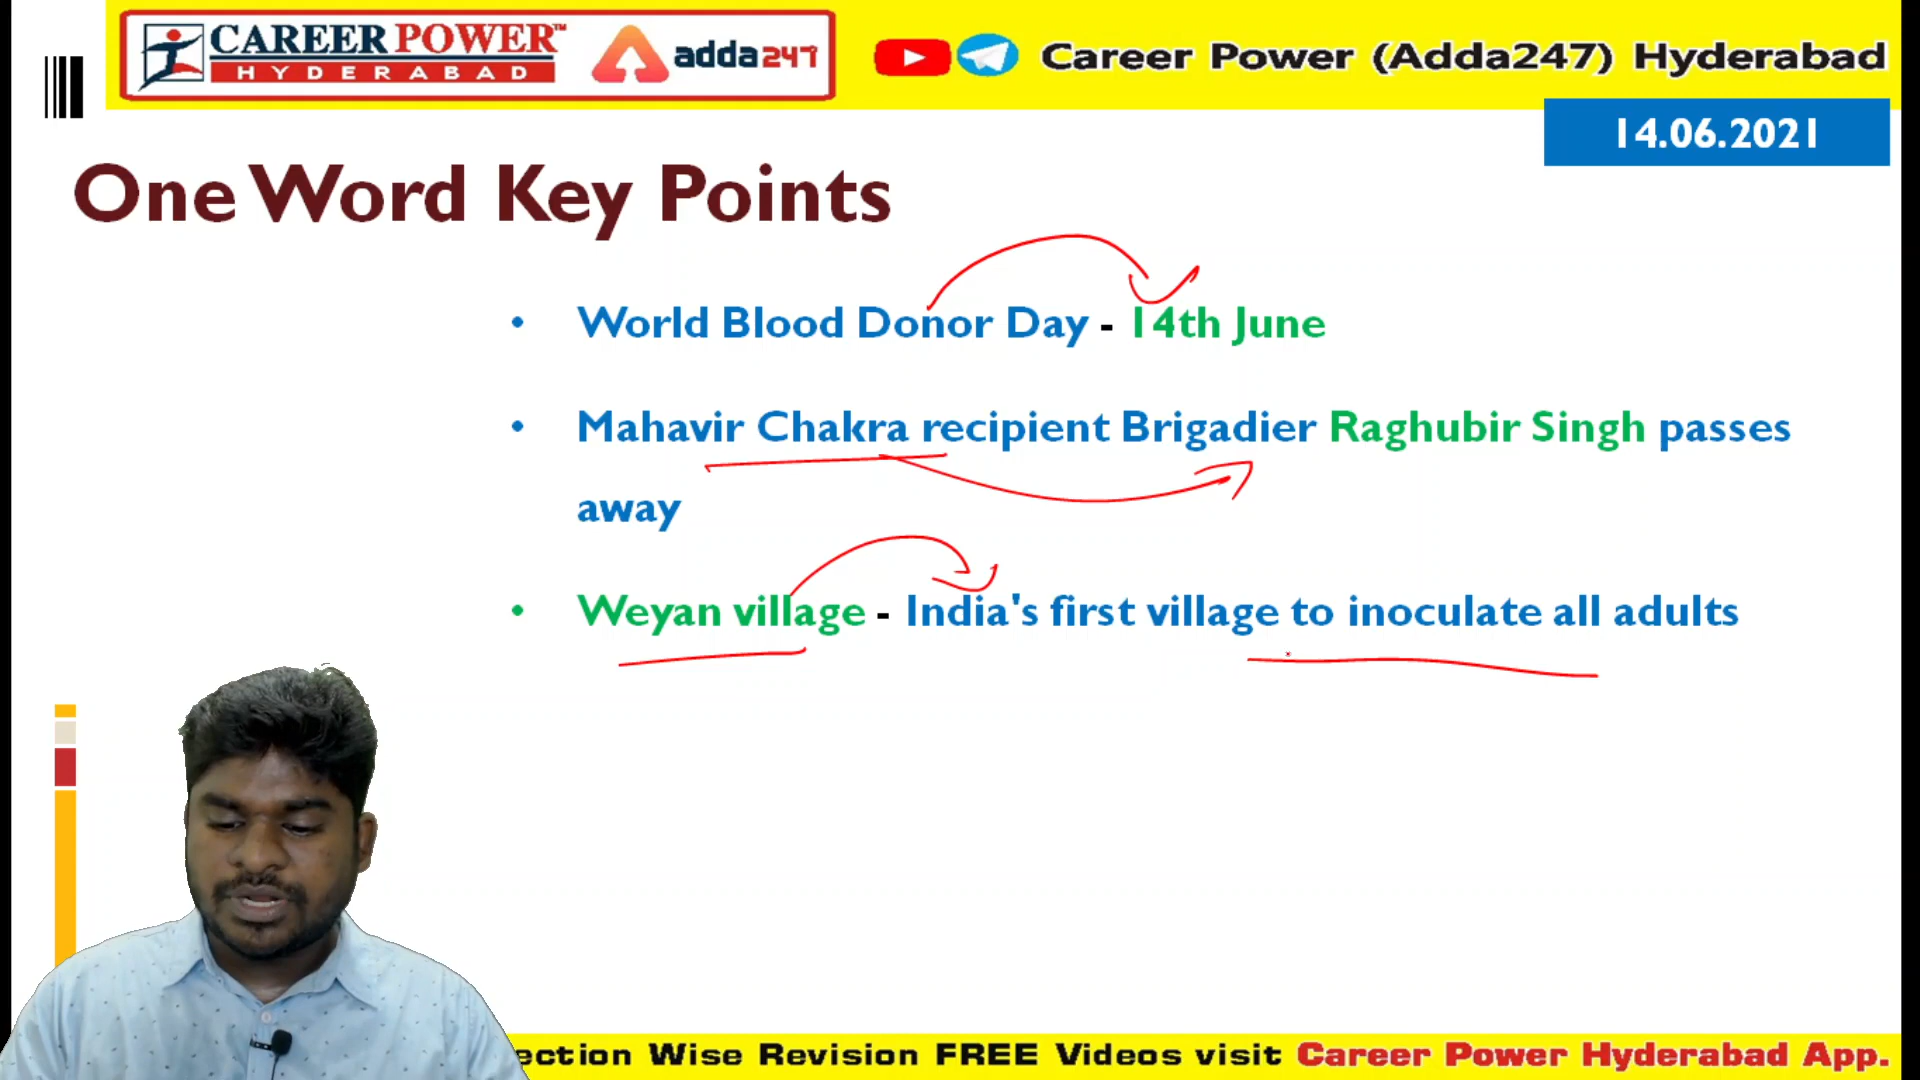 CAREER POWER™
HYDERABAD
adda247
Career Power (Adda247) Hyderabad
14.06.2021
One Word Key Points
• World Blood Donor Day - 14th June
• Mahavir Chakra recipient Brigadier Raghubir Singh passes
away
• Weyan village - India's first village to inoculate all adults
ection Wise Revision FREE Videos visit Career Power Hyderabad App.